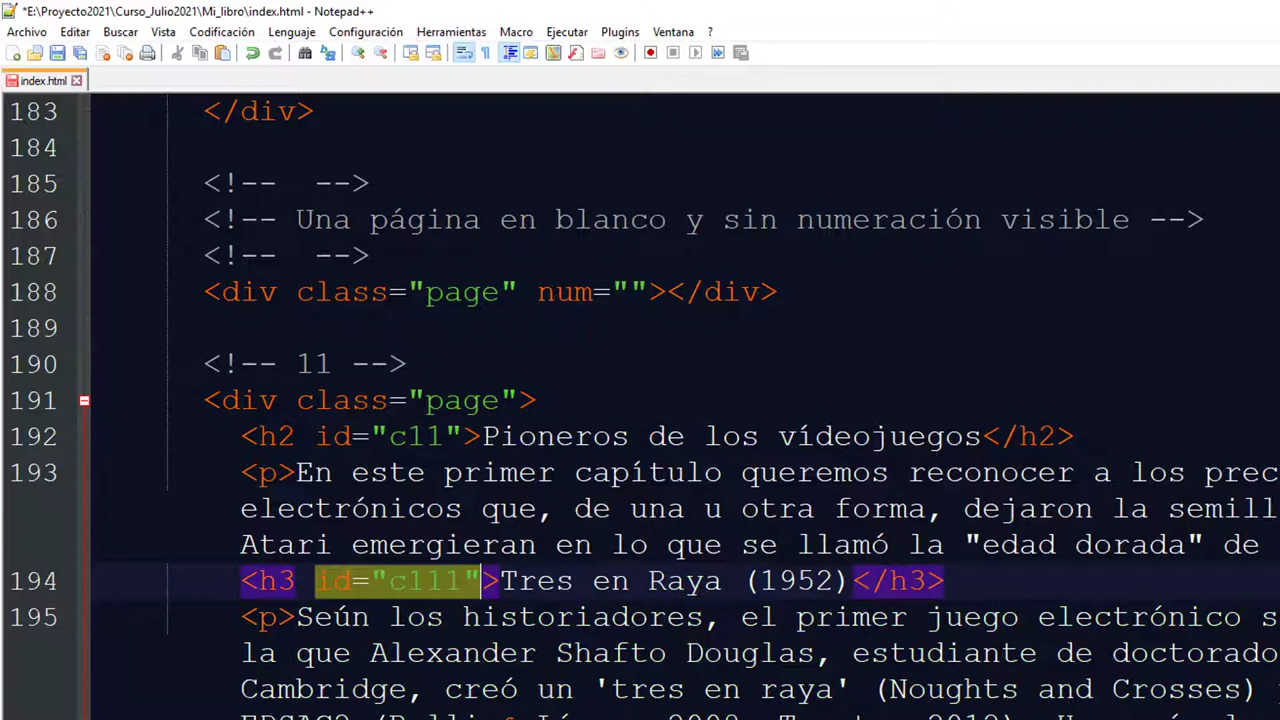 *E:\Proyecto2021\Curso_Julio2021\Mi_libro\index.html - Notepad++
Archivo Editar Buscar Vista Codificación Lenguaje Configuración Herramientas Macro Ejecutar Plugins Ventana ?
index.html
183 </div>
184
185 <!--  -->
186 <!-- Una página en blanco y sin numeración visible -->
187 <!--  -->
188 <div class="page" num=""></div>
189
190 <!-- 11 -->
191 <div class="page">
192 <h2 id="c11">Pioneros de los vídeojuegos</h2>
193 <p>En este primer capítulo queremos reconocer a los prec
electrónicos que, de una u otra forma, dejaron la semill
Atari emergieran en lo que se llamó la "edad dorada" de
194 <h3 id="c111">Tres en Raya (1952)</h3>
195 <p>Seún los historiadores, el primer juego electrónico s
la que Alexander Shafto Douglas, estudiante de doctorado
Cambridge, creó un 'tres en raya' (Noughts and Crosses)